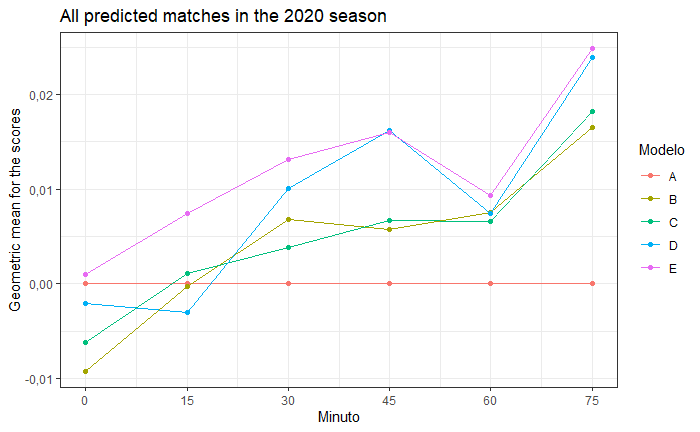 All predicted matches in the 2020 season
Geometric mean for the scores
0,02
0,01
0,00
-0,01
0 15 30 45 60 75
Minuto
Modelo
A
B
C
D
E